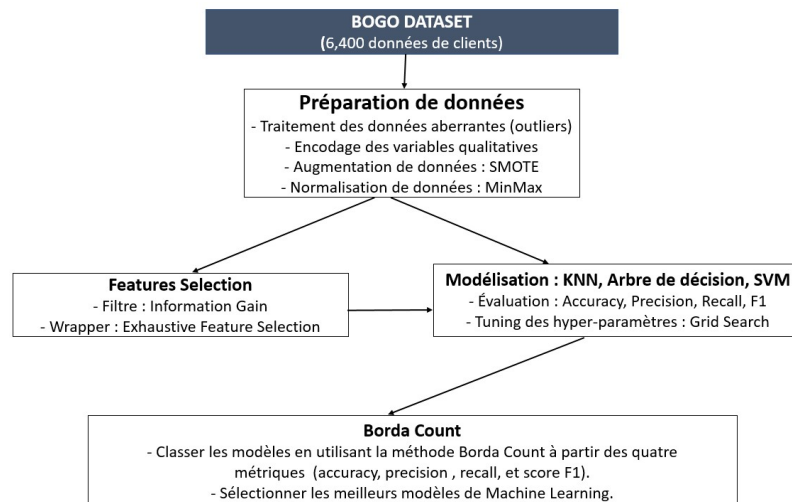 BOGO DATASET
(6,400 données de clients)
Préparation de données
- Traitement des données aberrantes (outliers)
- Encodage des variables qualitatives
- Augmentation de données : SMOTE
- Normalisation de données : MinMax
Features Selection
- Filtre : Information Gain
- Wrapper : Exhaustive Feature Selection
Modélisation : KNN, Arbre de décision, SVM
- Évaluation : Accuracy, Precision, Recall, F1
- Tuning des hyper-paramètres : Grid Search
Borda Count
- Classer les modèles en utilisant la méthode Borda Count à partir des quatre
métriques (accuracy, precision , recall, et score F1).
- Sélectionner les meilleurs modèles de Machine Learning.